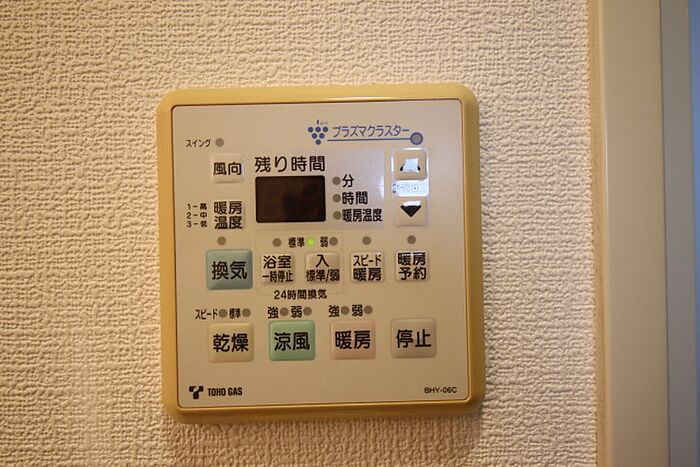 プラズマクラスター
スイング
風向
残り時間
分
時間
暖房温度
1-高
2-中
3-低
暖房
温度
標準 弱
換気
浴室
一時停止
入
標準/弱
スピード
暖房
暖房
予約
24時間換気
スピード 標準
強 弱
強 弱
乾燥
涼風
暖房
停止
TOHO GAS
BHY-06C